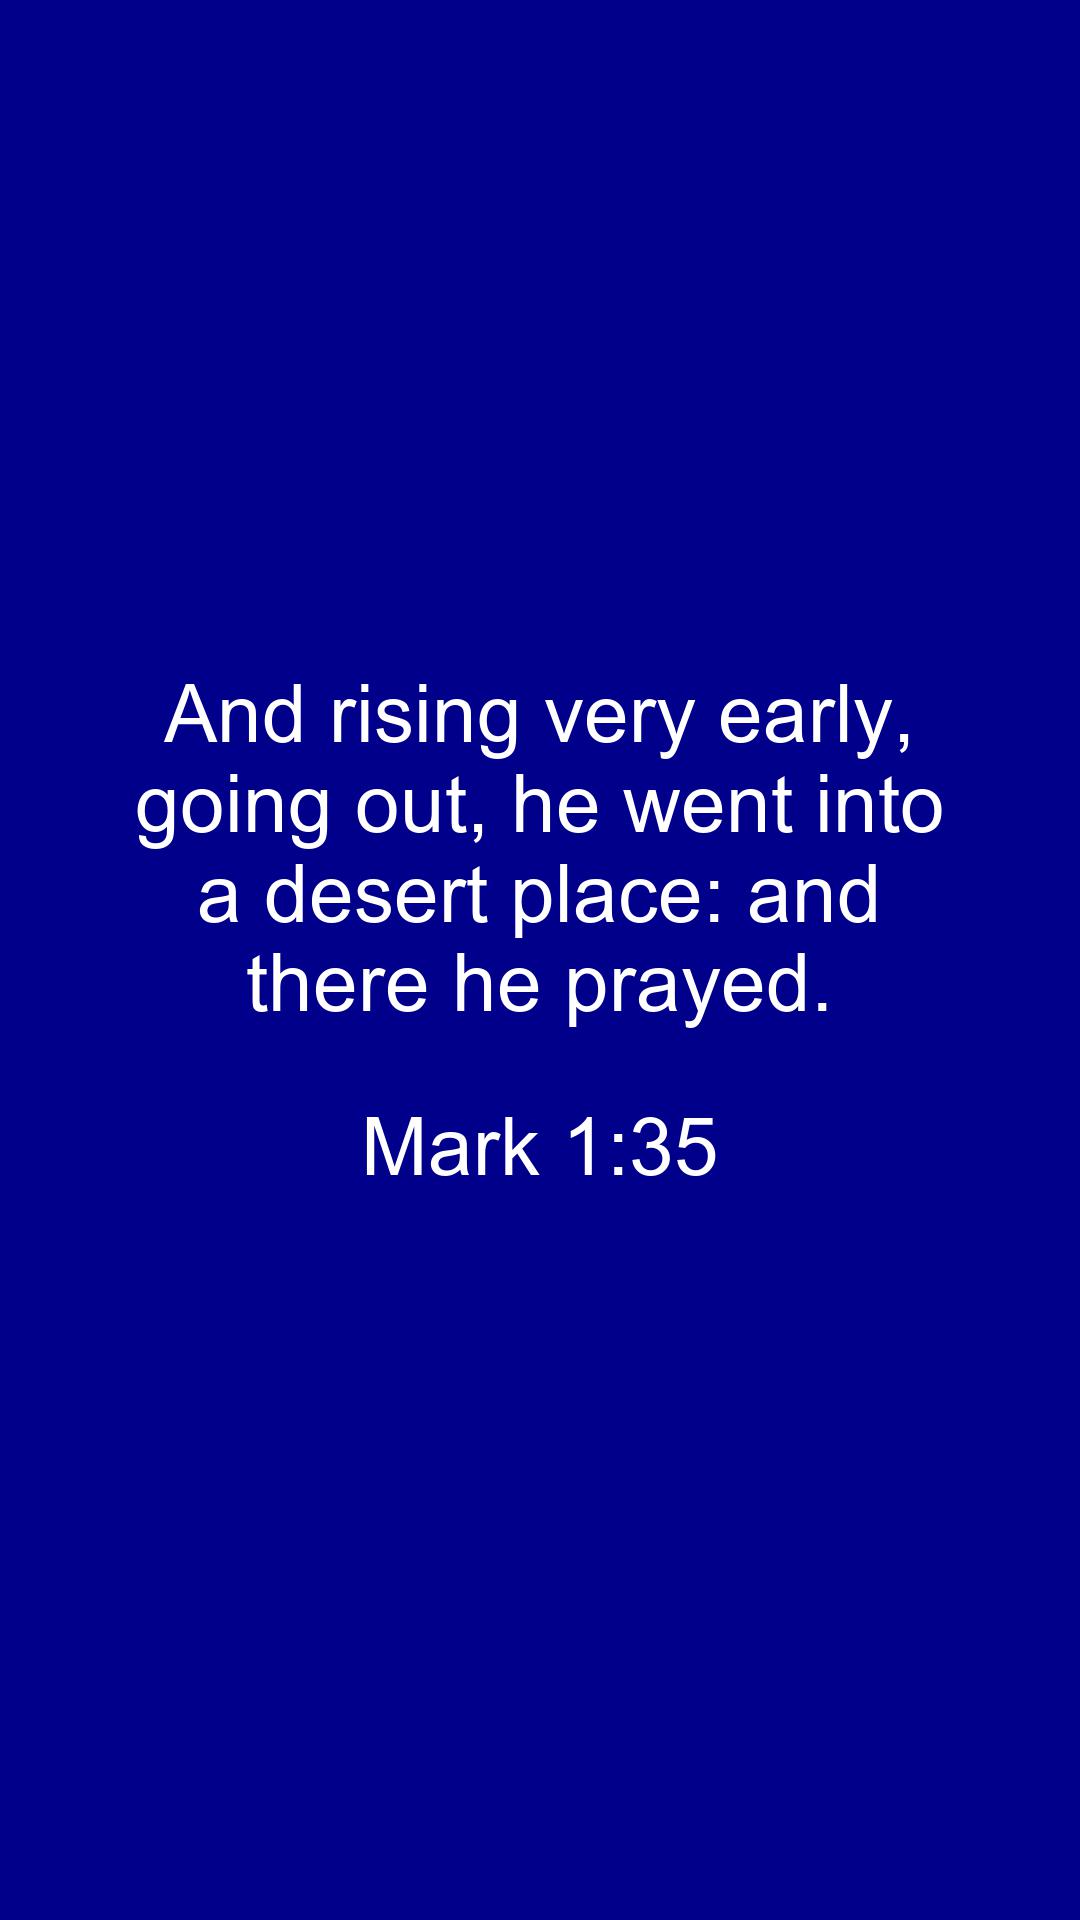 And rising very early,
going out, he went into
a desert place: and
there he prayed.
Mark 1:35